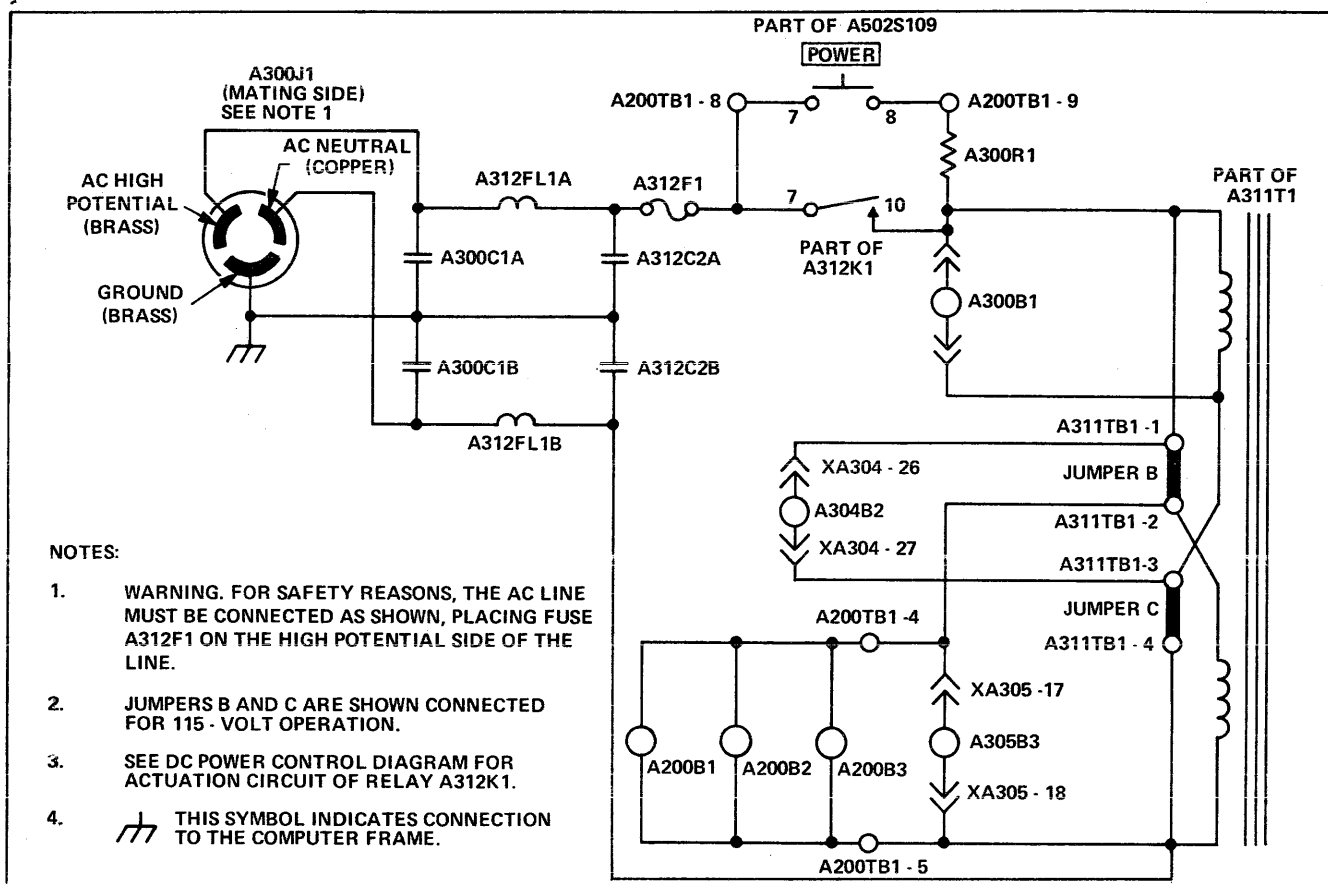 PART OF A502S109
POWER
A300J1
(MATING SIDE)
SEE NOTE 1
A200TB1 - 8
7
8
A200TB1 - 9
AC NEUTRAL
(COPPER)
A300R1
AC HIGH
POTENTIAL
(BRASS)
A312FL1A
A312F1
PART OF
A311T1
7
10
PART OF
A312K1
A300C1A
A312C2A
GROUND
(BRASS)
A300B1
A300C1B
A312C2B
A312FL1B
A311TB1 -1
XA304 - 26
JUMPER B
A304B2
A311TB1 -2
XA304 - 27
A311TB1-3
JUMPER C
A200TB1 -4
A311TB1 - 4
XA305 -17
A200B1
A200B2
A200B3
A305B3
XA305 - 18
A200TB1 - 5
NOTES:
1. WARNING. FOR SAFETY REASONS, THE AC LINE
MUST BE CONNECTED AS SHOWN, PLACING FUSE
A312F1 ON THE HIGH POTENTIAL SIDE OF THE
LINE.
2. JUMPERS B AND C ARE SHOWN CONNECTED
FOR 115 - VOLT OPERATION.
3. SEE DC POWER CONTROL DIAGRAM FOR
ACTUATION CIRCUIT OF RELAY A312K1.
4. THIS SYMBOL INDICATES CONNECTION
TO THE COMPUTER FRAME.